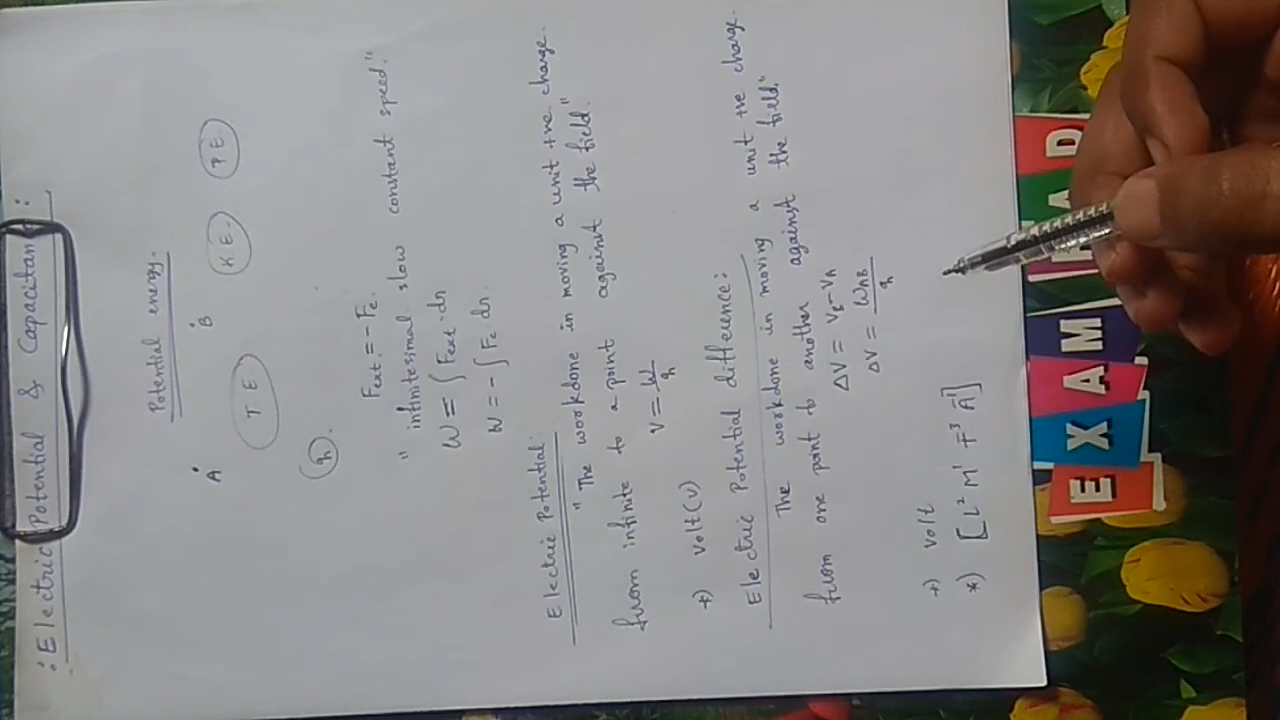 : Electric Potential & Capacitan :
Potential energy.
A B
T E K E. P E
q.
Fext = - Fe.
" infinitesimal slow constant speed."
W = ∫ Fext . dr
W = - ∫ Fe dr.
Electric Potential:
" The workdone in moving a unit +ve charge.
from infinite to a point against the field."
V = W/q
+) volt(v)
Electric Potential difference:
The workdone in moving a unit +ve charge.
from one point to another against the field."
ΔV = VB - VA
ΔV = WAB/q
+) volt
*) [L² M¹ T̄³ Ā¹]
EXAM